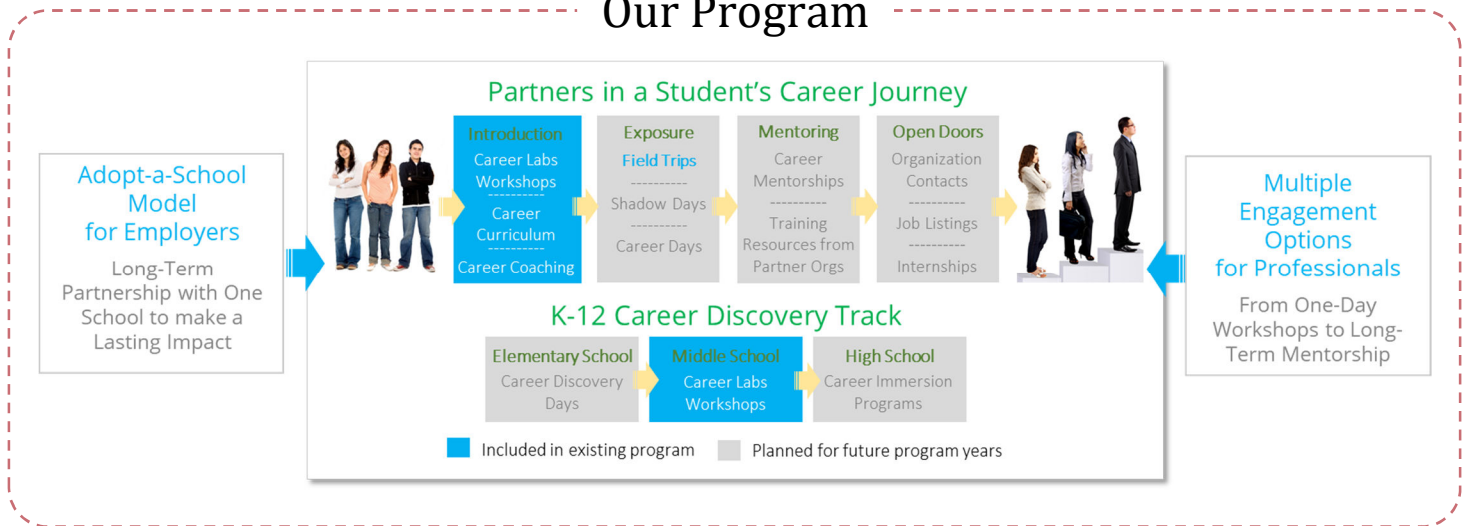 Our Program
Adopt-a-School
Model
for Employers
Long-Term
Partnership with One
School to make a
Lasting Impact
Partners in a Student's Career Journey
Introduction
Career Labs
Workshops
----------
Career
Curriculum
----------
Career Coaching
Exposure
Field Trips
----------
Shadow Days
----------
Career Days
Mentoring
Career
Mentorships
----------
Training
Resources from
Partner Orgs
Open Doors
Organization
Contacts
----------
Job Listings
----------
Internships
K-12 Career Discovery Track
Elementary School
Career Discovery
Days
Middle School
Career Labs
Workshops
High School
Career Immersion
Programs
Included in existing program
Planned for future program years
Multiple
Engagement
Options
for Professionals
From One-Day
Workshops to Long-
Term Mentorship